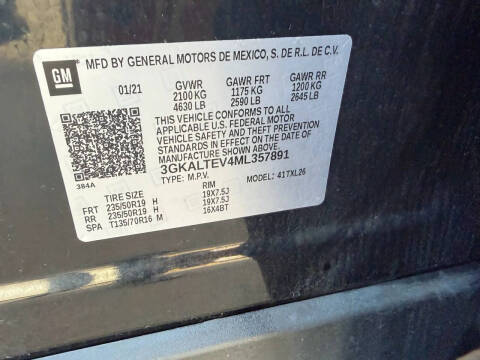 GM
MFD BY GENERAL MOTORS DE MEXICO, S. DE R.L. DE C.V.
01/21 GVWR GAWR FRT GAWR RR
2100 KG 1175 KG 1200 KG
4630 LB 2590 LB 2645 LB
THIS VEHICLE CONFORMS TO ALL
APPLICABLE U.S. FEDERAL MOTOR
VEHICLE SAFETY AND THEFT PREVENTION
STANDARDS IN EFFECT ON THE DATE OF
MANUFACTURE SHOWN ABOVE.
3GKALTEV4ML357891
TYPE: M.P.V. MODEL: 41TXL26
384A
TIRE SIZE RIM
FRT 235/50R19 H 19X7.5J
RR 235/50R19 H 19X7.5J
SP T135/70R16 M 16X4BT